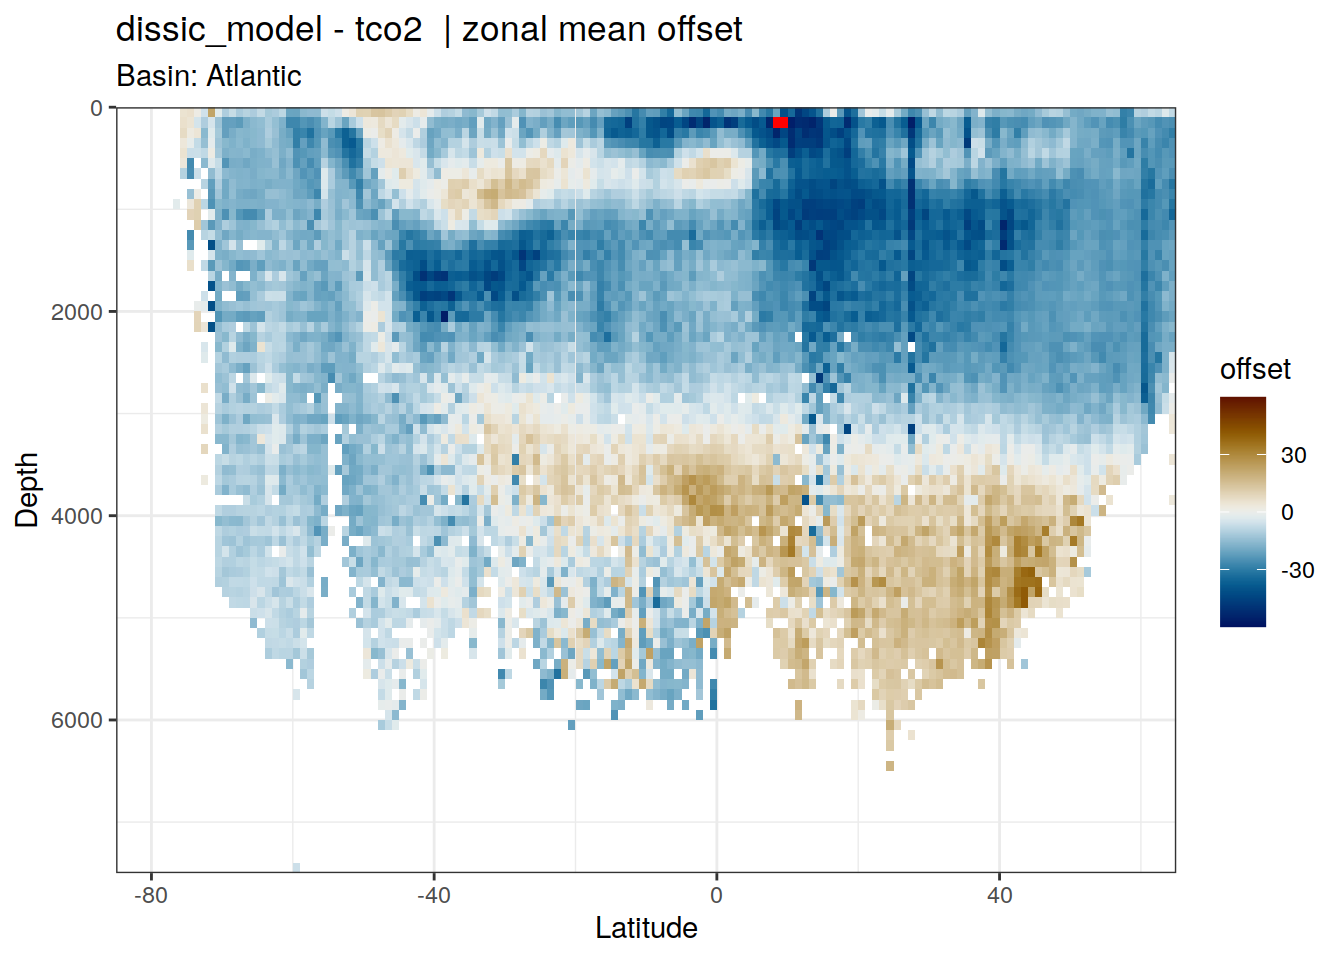 dissic_model - tco2  | zonal mean offset
Basin: Atlantic
0
2000
4000
6000
Depth
-80
-40
0
40
Latitude
offset
30
0
-30